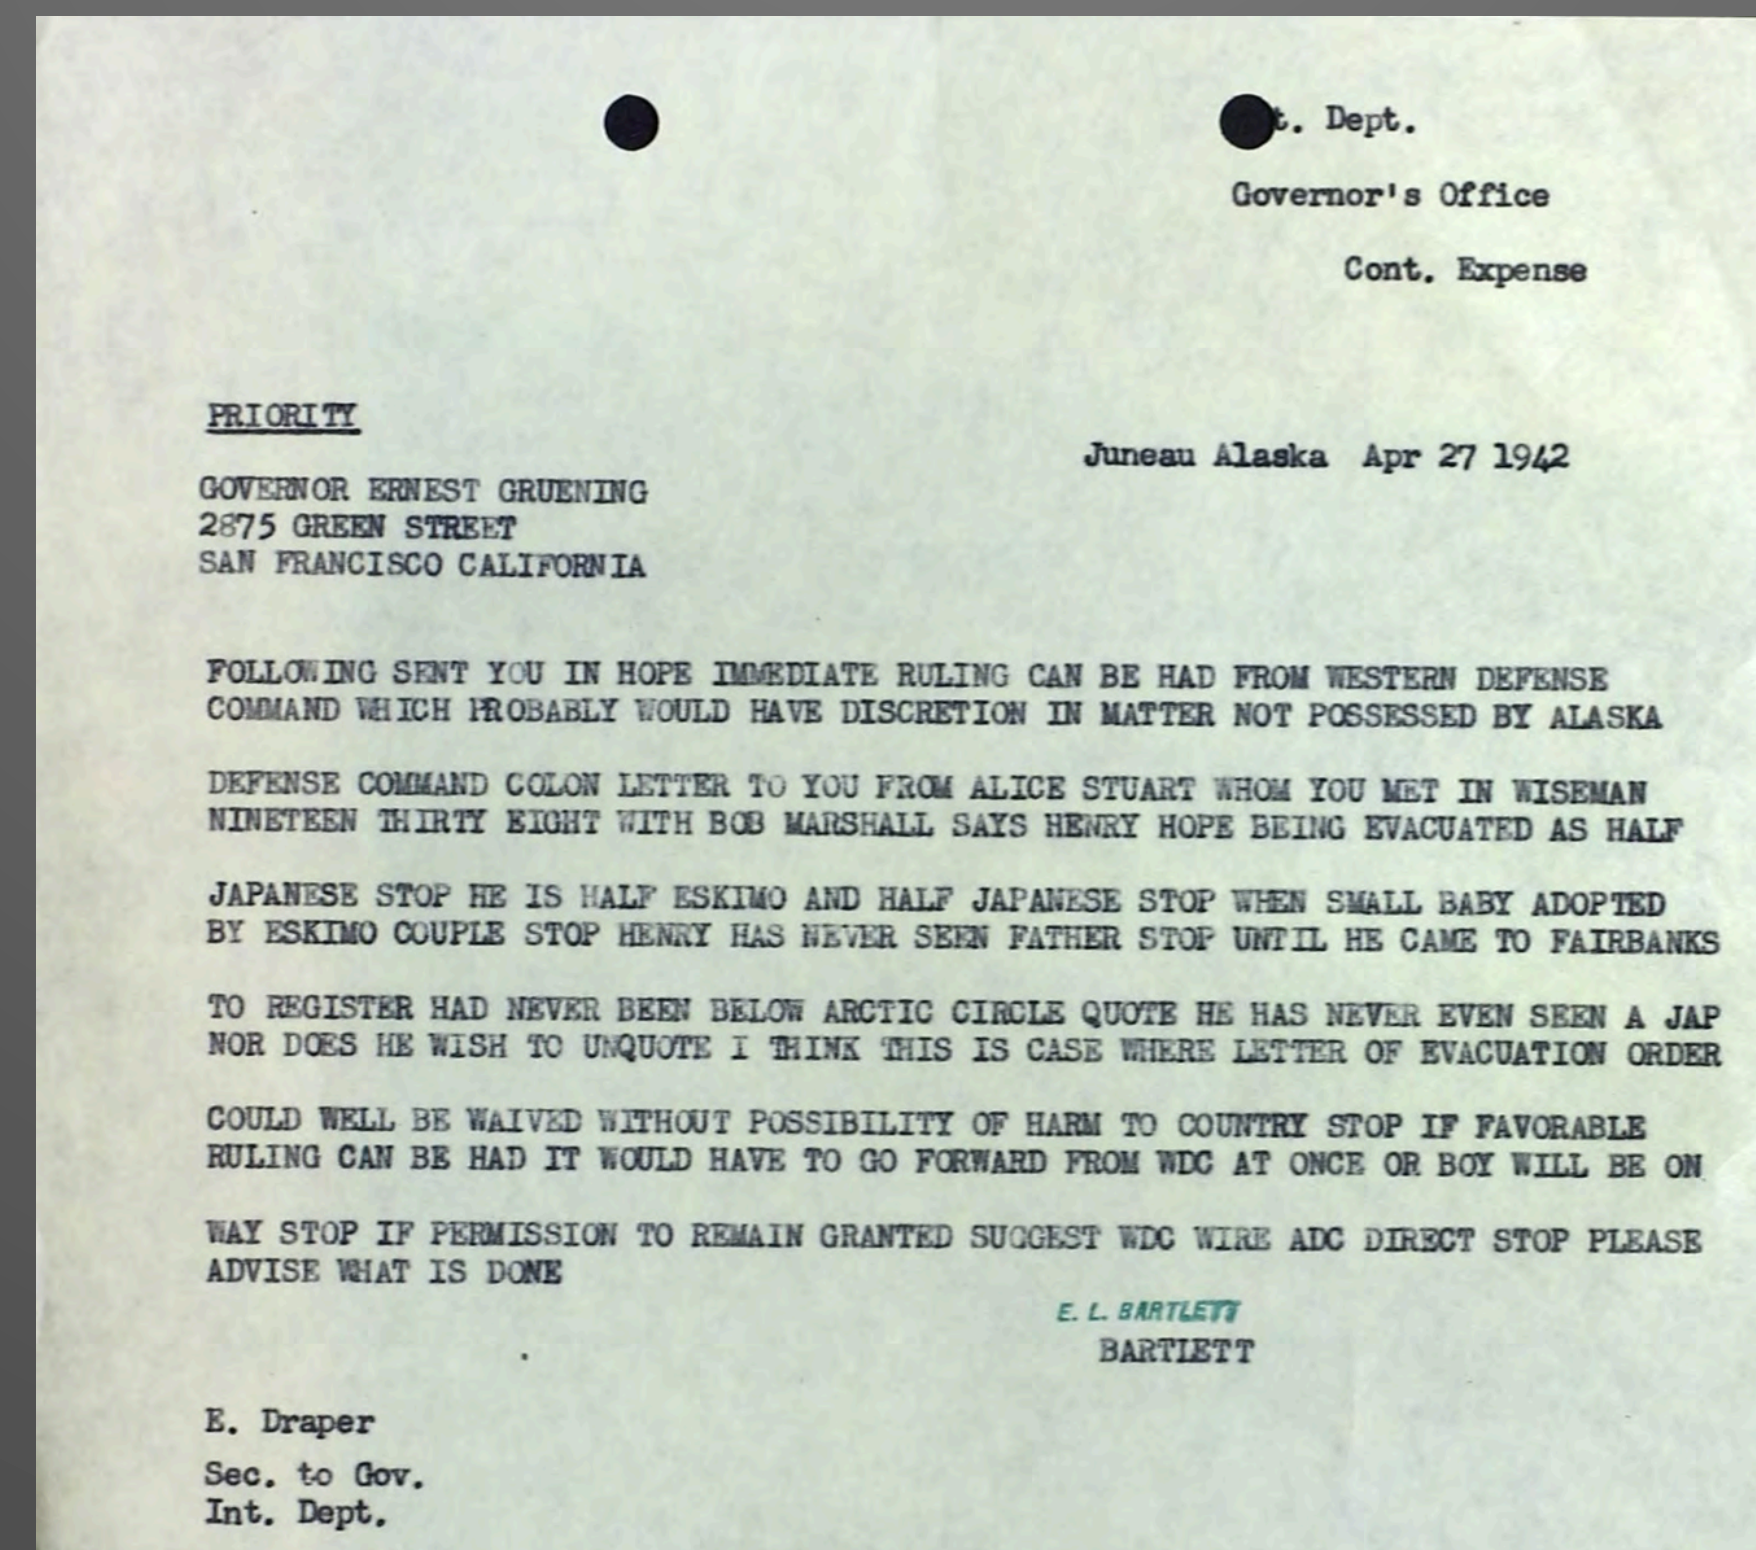 t. Dept.
Governor's Office
Cont. Expense
PRIORITY
Juneau Alaska Apr 27 1942
GOVERNOR ERNEST GRUENING
2875 GREEN STREET
SAN FRANCISCO CALIFORNIA
FOLLOWING SENT YOU IN HOPE IMMEDIATE RULING CAN BE HAD FROM WESTERN DEFENSE
COMMAND WHICH PROBABLY WOULD HAVE DISCRETION IN MATTER NOT POSSESSED BY ALASKA
DEFENSE COMMAND COLON LETTER TO YOU FROM ALICE STUART WHOM YOU MET IN WISEMAN
NINETEEN THIRTY EIGHT WITH BOB MARSHALL SAYS HENRY HOPE BEING EVACUATED AS HALF
JAPANESE STOP HE IS HALF ESKIMO AND HALF JAPANESE STOP WHEN SMALL BABY ADOPTED
BY ESKIMO COUPLE STOP HENRY HAS NEVER SEEN FATHER STOP UNTIL HE CAME TO FAIRBANKS
TO REGISTER HAD NEVER BEEN BELOW ARCTIC CIRCLE QUOTE HE HAS NEVER EVEN SEEN A JAP
NOR DOES HE WISH TO UNQUOTE I THINK THIS IS CASE WHERE LETTER OF EVACUATION ORDER
COULD WELL BE WAIVED WITHOUT POSSIBILITY OF HARM TO COUNTRY STOP IF FAVORABLE
RULING CAN BE HAD IT WOULD HAVE TO GO FORWARD FROM WDC AT ONCE OR BOY WILL BE ON
WAY STOP IF PERMISSION TO REMAIN GRANTED SUGGEST WDC WIRE ADC DIRECT STOP PLEASE
ADVISE WHAT IS DONE
E. L. BARTLETT
BARTLETT
E. Draper
Sec. to Gov.
Int. Dept.